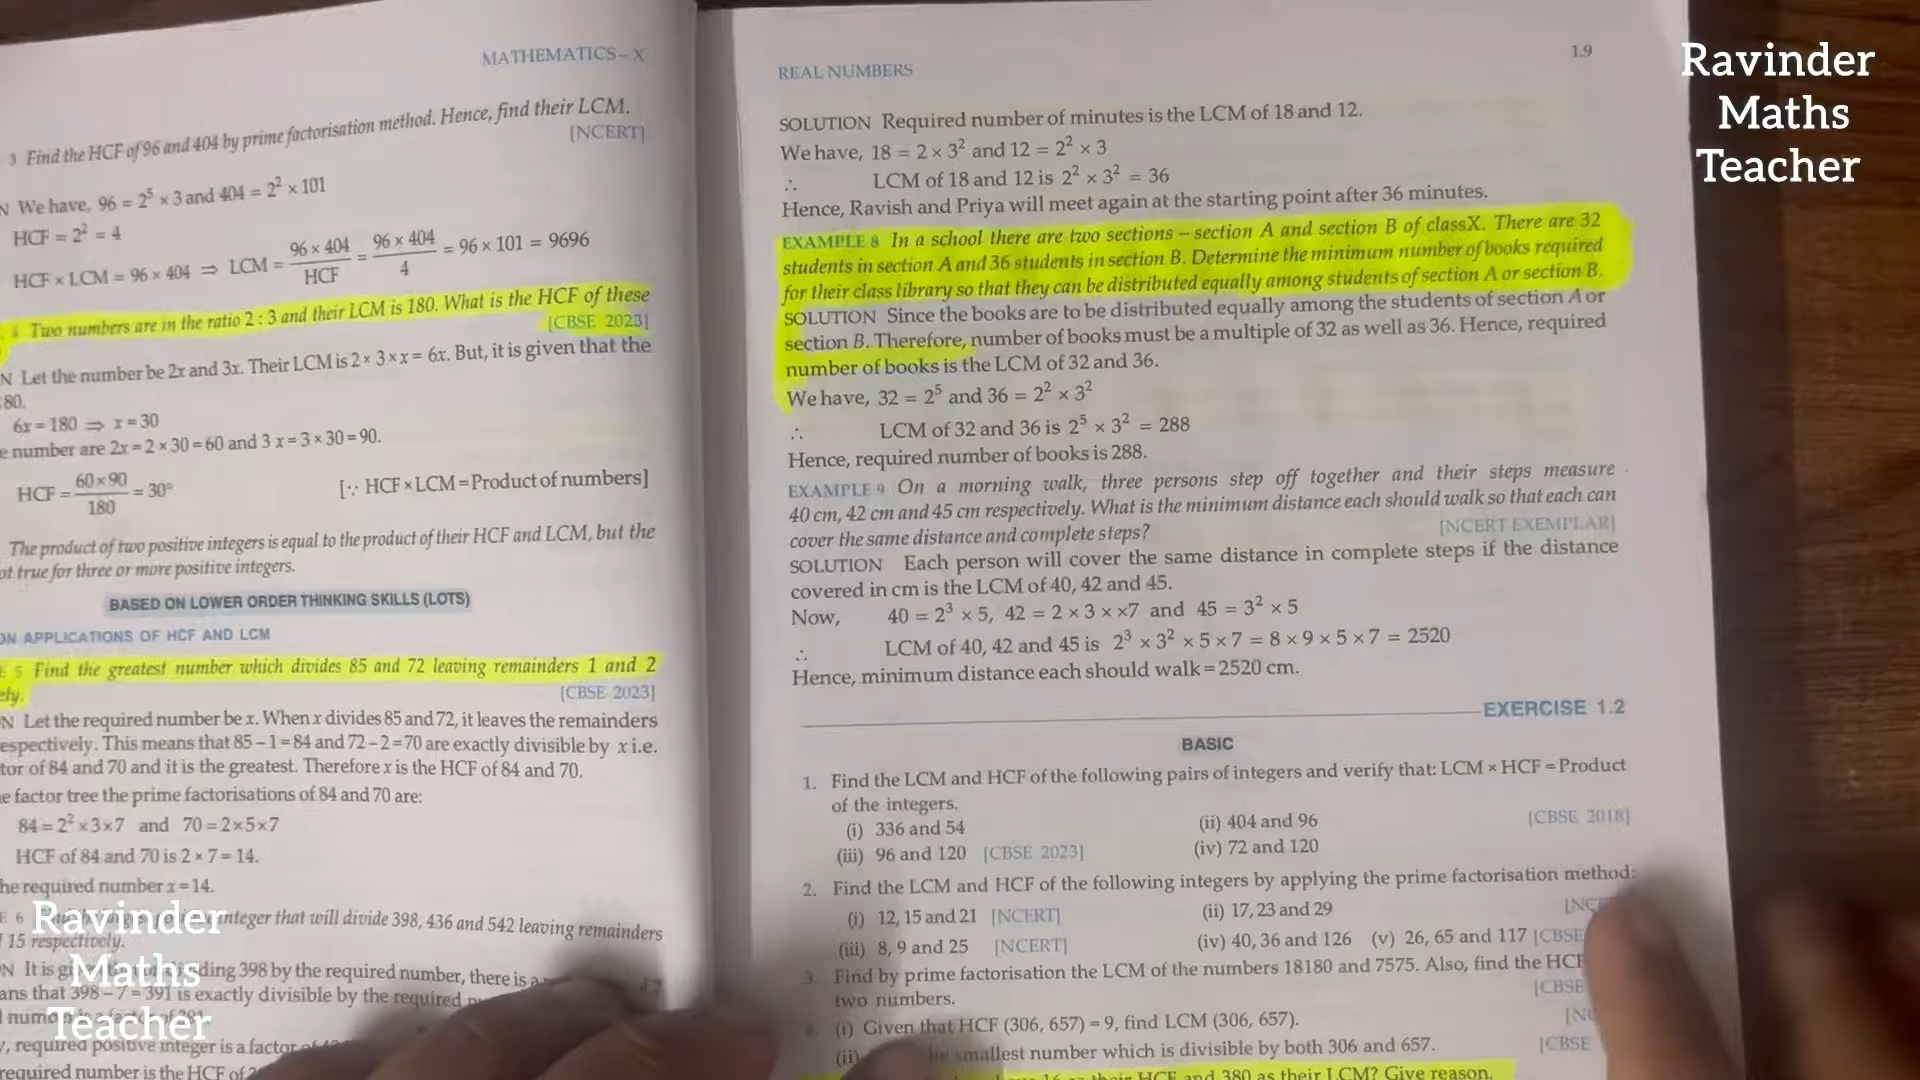 MATHEMATICS–X
3 Find the HCF of 96 and 404 by prime factorisation method. Hence, find their LCM.
[NCERT]
N We have, 96 = 2⁵ × 3 and 404 = 2² × 101
HCF = 2² = 4
HCF × LCM = 96 × 404 ⇒ LCM = 96 × 404 / HCF = 96 × 404 / 4 = 96 × 101 = 9696
4 Two numbers are in the ratio 2 : 3 and their LCM is 180. What is the HCF of these
[CBSE 2023]
N Let the number be 2x and 3x. Their LCM is 2 × 3 × x = 6x. But, it is given that the
80.
6x = 180 ⇒ x = 30
e number are 2x = 2 × 30 = 60 and 3 x = 3 × 30 = 90.
HCF = 60 × 90 / 180 = 30° [∵ HCF × LCM = Product of numbers]
The product of two positive integers is equal to the product of their HCF and LCM, but the
ot true for three or more positive integers.
BASED ON LOWER ORDER THINKING SKILLS (LOTS)
ON APPLICATIONS OF HCF AND LCM
E 5 Find the greatest number which divides 85 and 72 leaving remainders 1 and 2
ely.
[CBSE 2023]
N Let the required number be x. When x divides 85 and 72, it leaves the remainders
espectively. This means that 85 – 1 = 84 and 72 – 2 = 70 are exactly divisible by x i.e.
tor of 84 and 70 and it is the greatest. Therefore x is the HCF of 84 and 70.
e factor tree the prime factorisations of 84 and 70 are:
84 = 2² × 3 × 7 and 70 = 2 × 5 × 7
HCF of 84 and 70 is 2 × 7 = 14.
he required number x = 14.
E 6 integer that will divide 398, 436 and 542 leaving remainders
15 respectively.
N It is ding 398 by the required number, there is a
ans that 398 – 7 = 391 is exactly divisible by the required
, required positive integer is a factor
required number is the HCF of
REAL NUMBERS
1.9
SOLUTION Required number of minutes is the LCM of 18 and 12.
We have, 18 = 2 × 3² and 12 = 2² × 3
∴ LCM of 18 and 12 is 2² × 3² = 36
Hence, Ravish and Priya will meet again at the starting point after 36 minutes.
EXAMPLE 8 In a school there are two sections – section A and section B of classX. There are 32
students in section A and 36 students in section B. Determine the minimum number of books required
for their class library so that they can be distributed equally among students of section A or section B.
SOLUTION Since the books are to be distributed equally among the students of section A or
section B. Therefore, number of books must be a multiple of 32 as well as 36. Hence, required
number of books is the LCM of 32 and 36.
We have, 32 = 2⁵ and 36 = 2² × 3²
∴ LCM of 32 and 36 is 2⁵ × 3² = 288
Hence, required number of books is 288.
EXAMPLE 9 On a morning walk, three persons step off together and their steps measure
40 cm, 42 cm and 45 cm respectively. What is the minimum distance each should walk so that each can
cover the same distance and complete steps? [NCERT EXEMPLAR]
SOLUTION Each person will cover the same distance in complete steps if the distance
covered in cm is the LCM of 40, 42 and 45.
Now, 40 = 2³ × 5, 42 = 2 × 3 × ×7 and 45 = 3² × 5
∴ LCM of 40, 42 and 45 is 2³ × 3² × 5 × 7 = 8 × 9 × 5 × 7 = 2520
Hence, minimum distance each should walk = 2520 cm.
EXERCISE 1.2
BASIC
1. Find the LCM and HCF of the following pairs of integers and verify that: LCM × HCF = Product
of the integers.
(i) 336 and 54 (ii) 404 and 96 [CBSE 2018]
(iii) 96 and 120 [CBSE 2023] (iv) 72 and 120
2. Find the LCM and HCF of the following integers by applying the prime factorisation method:
(i) 12, 15 and 21 [NCERT] (ii) 17, 23 and 29
(iii) 8, 9 and 25 [NCERT] (iv) 40, 36 and 126 (v) 26, 65 and 117 [CBSE
3 Find by prime factorisation the LCM of the numbers 18180 and 7575. Also, find the HCF
two numbers. [CBSE
(i) Given that HCF (306, 657) = 9, find LCM (306, 657).
(ii) smallest number which is divisible by both 306 and 657. [CBSE
HCF and 380 as their LCM? Give reason.
Ravinder
Maths
Teacher
Ravinder
Maths
Teacher